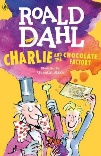 ROALD
DAHL
CHARLIE AND THE CHOCOLATE
FACTORY